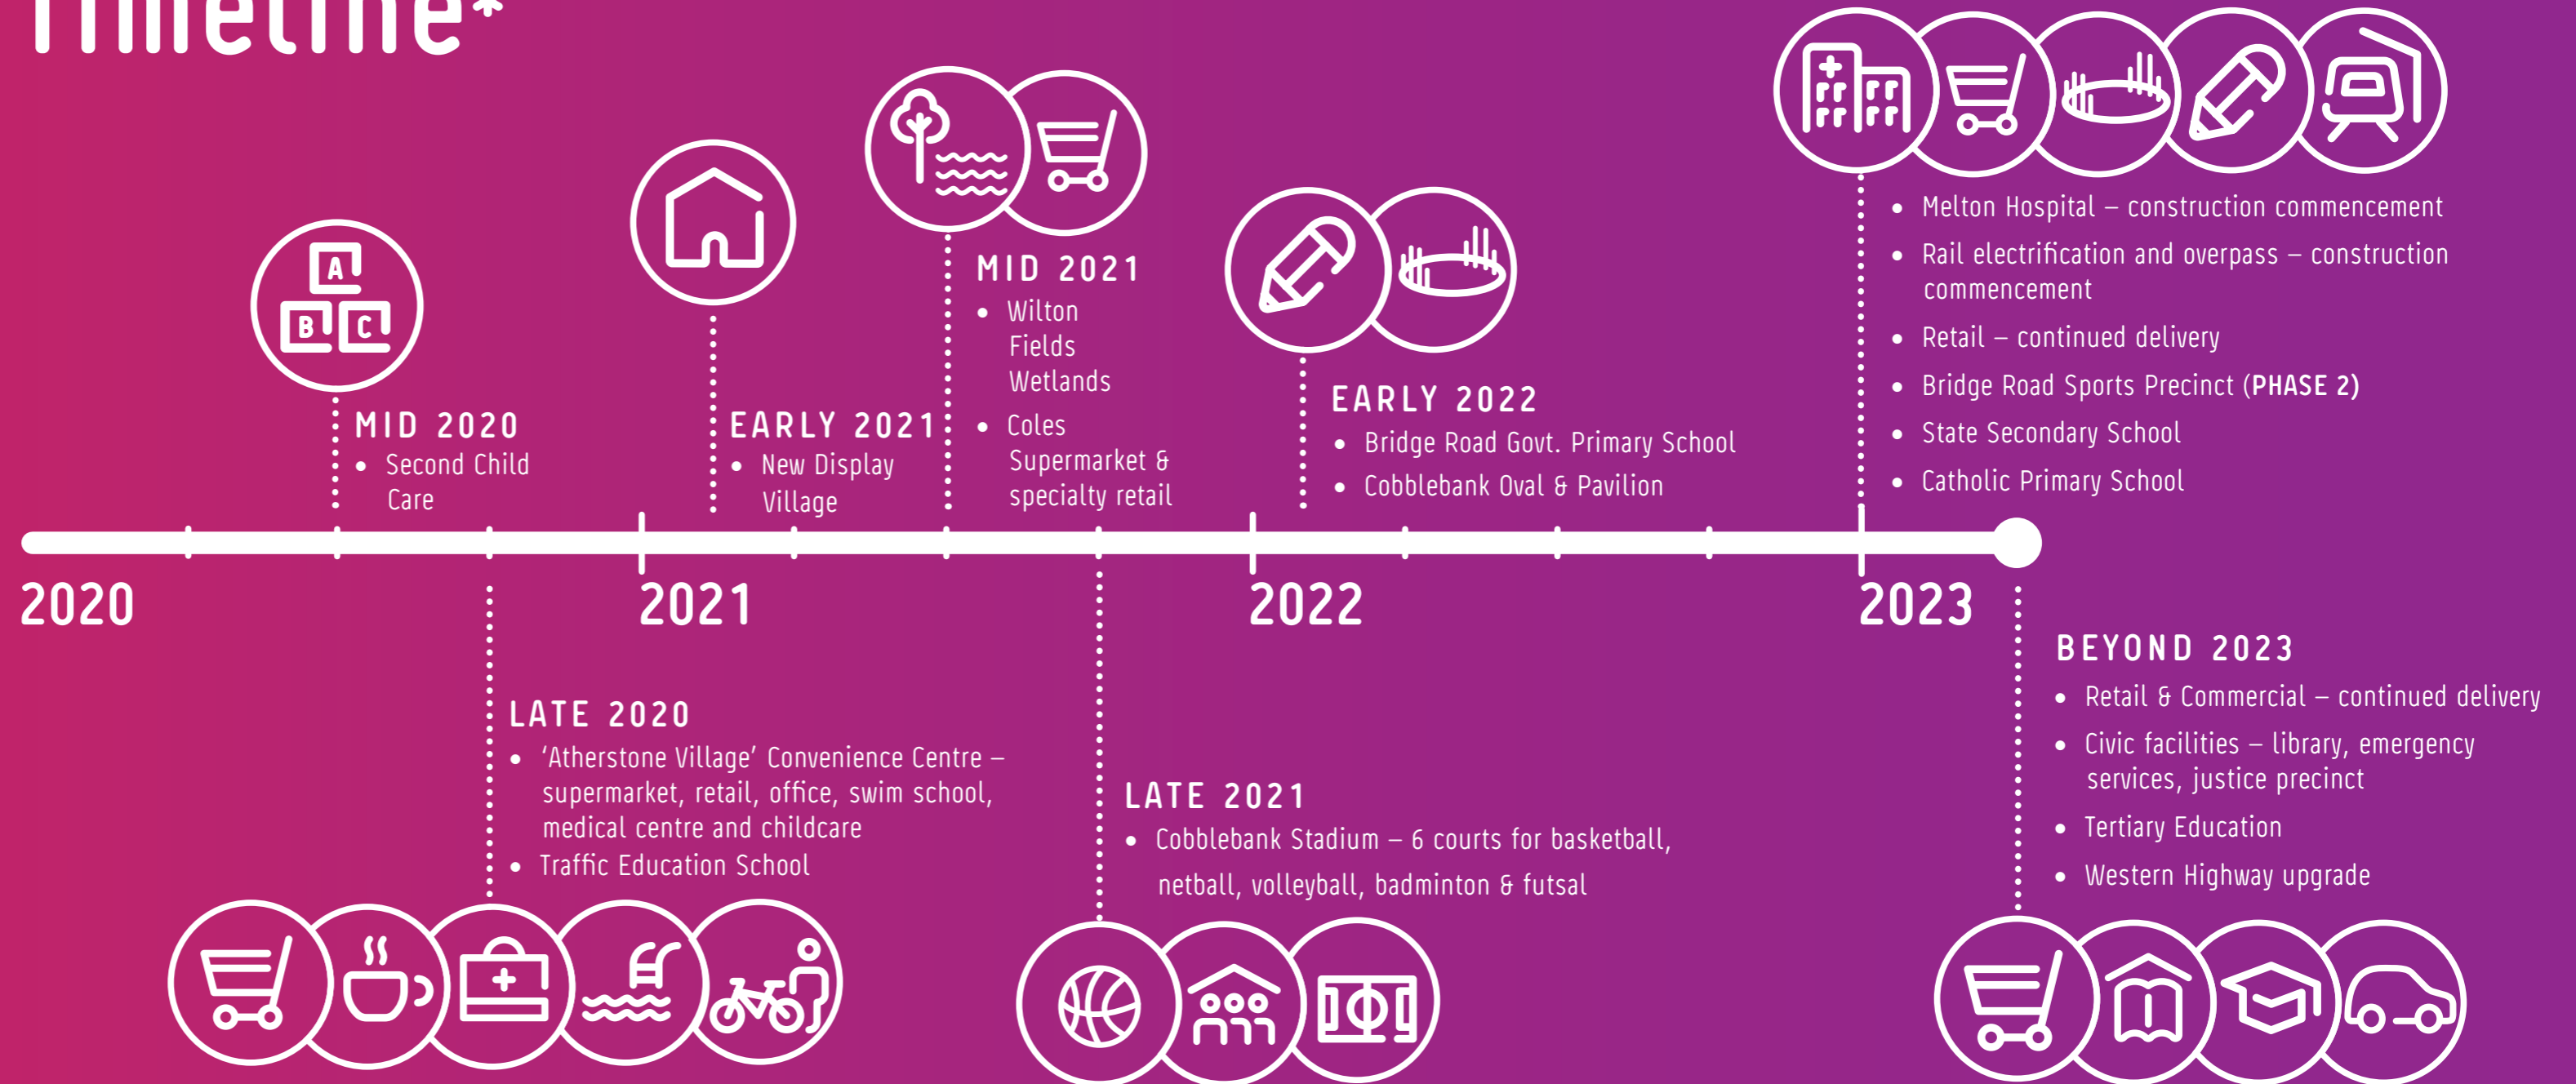 Timeline*
MID 2020
• Second Child
Care
EARLY 2021
• New Display
Village
MID 2021
• Wilton
Fields
Wetlands
• Coles
Supermarket &
specialty retail
EARLY 2022
• Bridge Road Govt. Primary School
• Cobblebank Oval & Pavilion
• Melton Hospital – construction commencement
• Rail electrification and overpass – construction
commencement
• Retail – continued delivery
• Bridge Road Sports Precinct (PHASE 2)
• State Secondary School
• Catholic Primary School
A
B C
2020 2021 2022 2023
LATE 2020
• ‘Atherstone Village’ Convenience Centre –
supermarket, retail, office, swim school,
medical centre and childcare
• Traffic Education School
LATE 2021
• Cobblebank Stadium – 6 courts for basketball,
netball, volleyball, badminton & futsal
BEYOND 2023
• Retail & Commercial – continued delivery
• Civic facilities – library, emergency
services, justice precinct
• Tertiary Education
• Western Highway upgrade